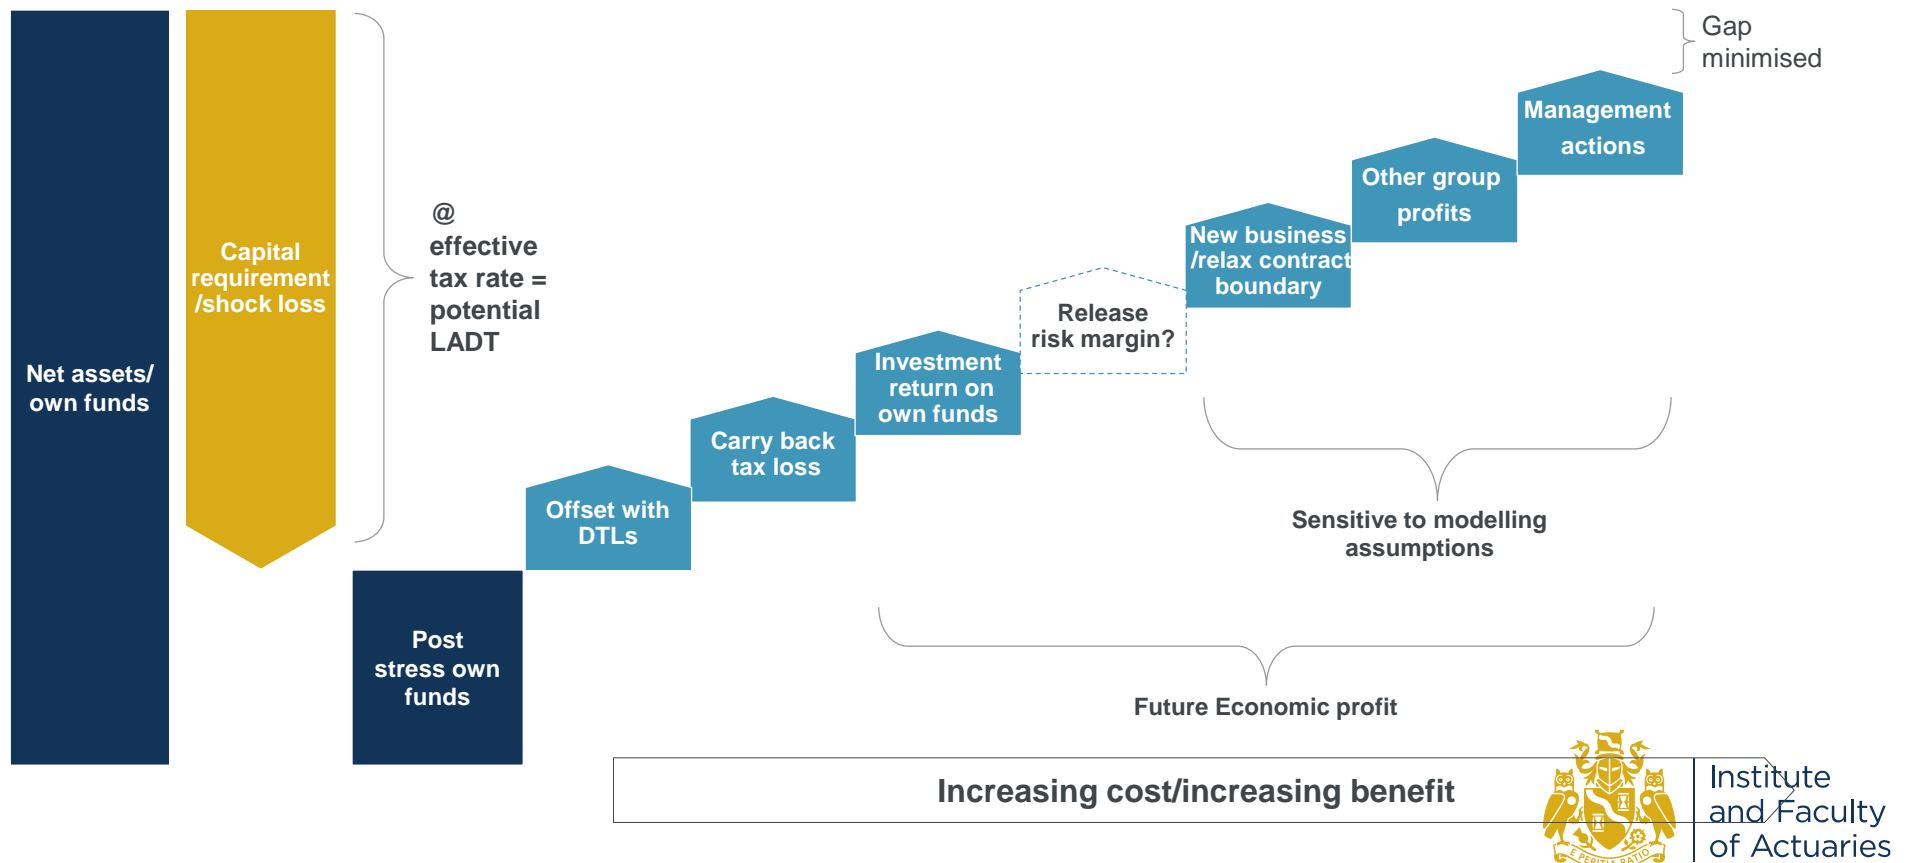 Net assets/
own funds
Capital
requirement
/shock loss
@
effective
tax rate =
potential
LADT
Post
stress own
funds
Offset with
DTLs
Carry back
tax loss
Investment
return on
own funds
Release
risk margin?
New business
/relax contract
boundary
Other group
profits
Management
actions
Gap
minimised
Sensitive to modelling
assumptions
Future Economic profit
Increasing cost/increasing benefit
E PERITIA RATIO
Institute
and Faculty
of Actuaries